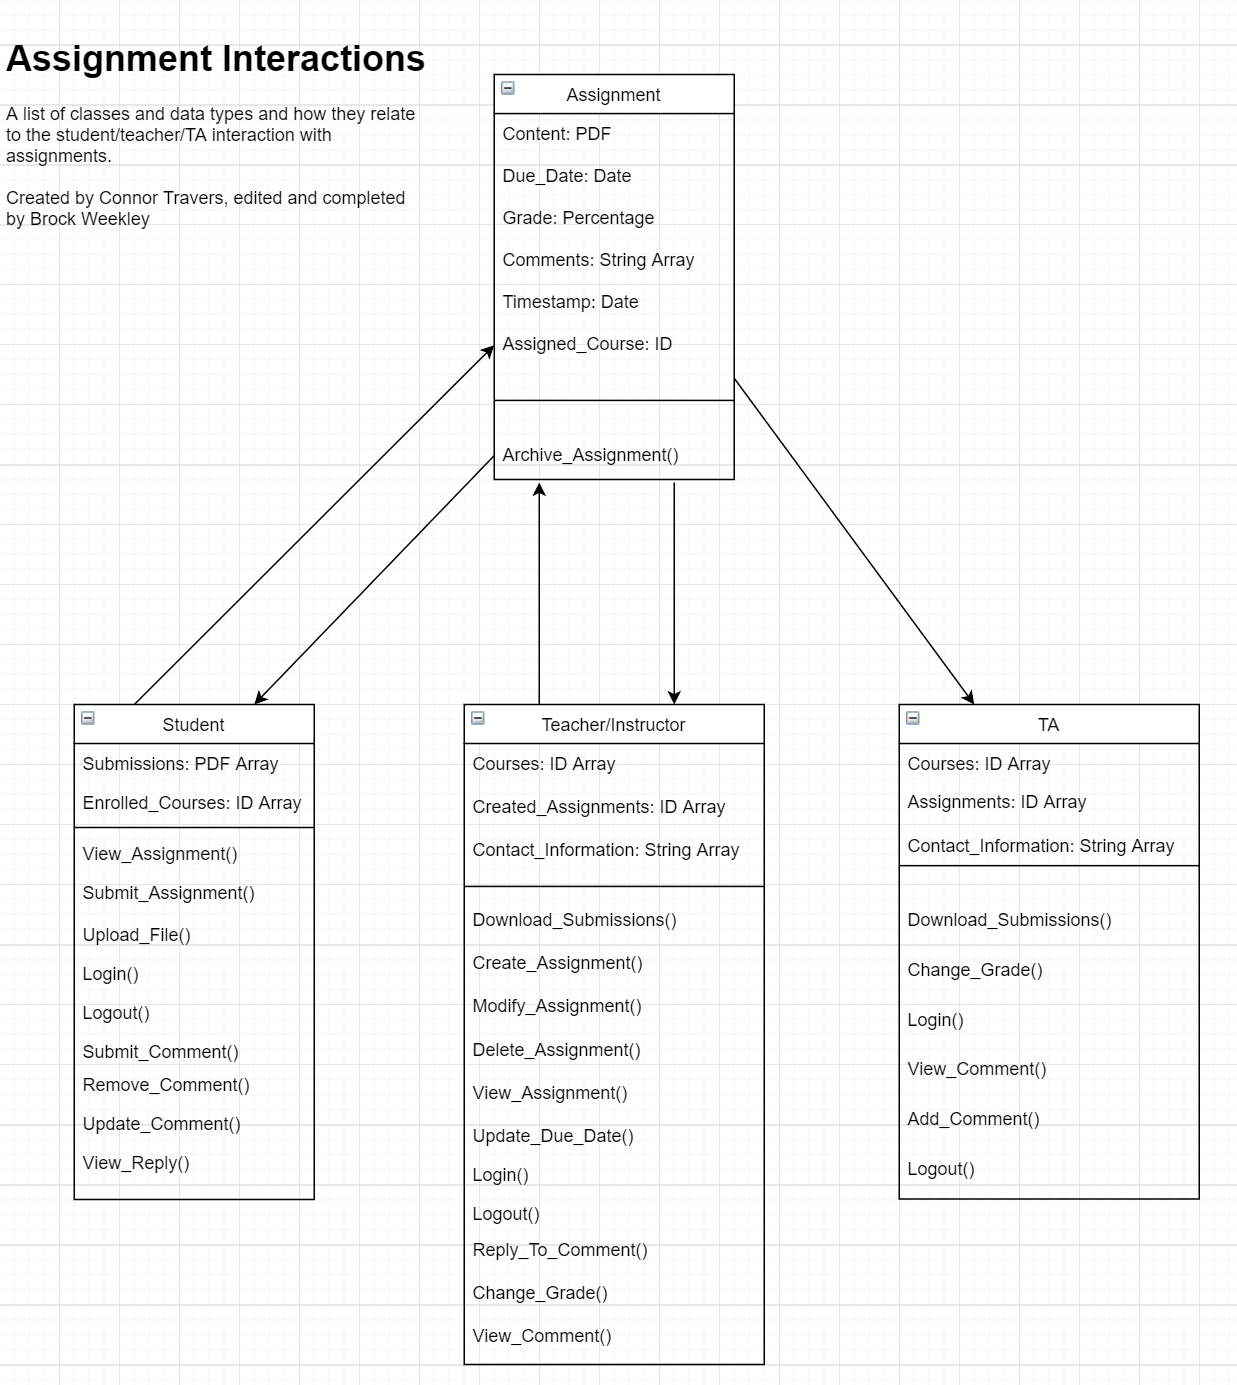 Assignment Interactions
A list of classes and data types and how they relate
to the student/teacher/TA interaction with
assignments.
Created by Connor Travers, edited and completed
by Brock Weekley
Assignment
Content: PDF
Due_Date: Date
Grade: Percentage
Comments: String Array
Timestamp: Date
Assigned_Course: ID
Archive_Assignment()
Student
Submissions: PDF Array
Enrolled_Courses: ID Array
View_Assignment()
Submit_Assignment()
Upload_File()
Login()
Logout()
Submit_Comment()
Remove_Comment()
Update_Comment()
View_Reply()
Teacher/Instructor
Courses: ID Array
Created_Assignments: ID Array
Contact_Information: String Array
Download_Submissions()
Create_Assignment()
Modify_Assignment()
Delete_Assignment()
View_Assignment()
Update_Due_Date()
Login()
Logout()
Reply_To_Comment()
Change_Grade()
View_Comment()
TA
Courses: ID Array
Assignments: ID Array
Contact_Information: String Array
Download_Submissions()
Change_Grade()
Login()
View_Comment()
Add_Comment()
Logout()